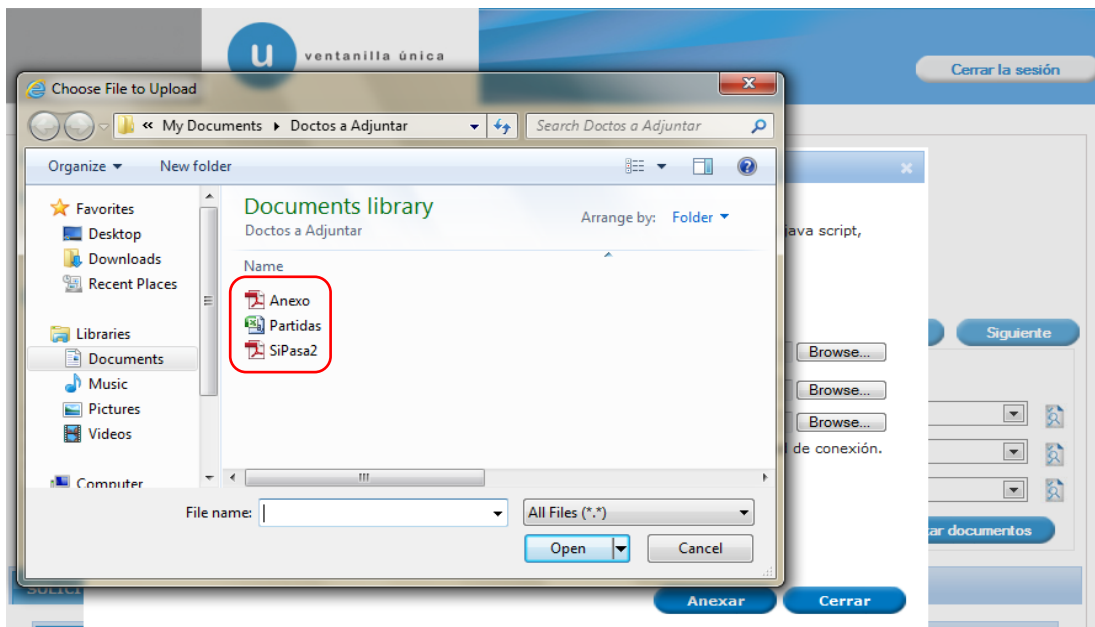 u ventanilla única
Cerrar la sesión
Choose File to Upload
« My Documents ▸ Doctos a Adjuntar
Search Doctos a Adjuntar
Organize
New folder
Favorites
Desktop
Downloads
Recent Places
Libraries
Documents
Music
Pictures
Videos
Computer
Documents library
Doctos a Adjuntar
Arrange by: Folder
Name
Anexo
Partidas
SiPasa2
File name:
All Files (*.*)
Open
Cancel
java script,
Siguiente
Browse...
Browse...
Browse...
de conexión.
ar documentos
SOLICI
Anexar
Cerrar